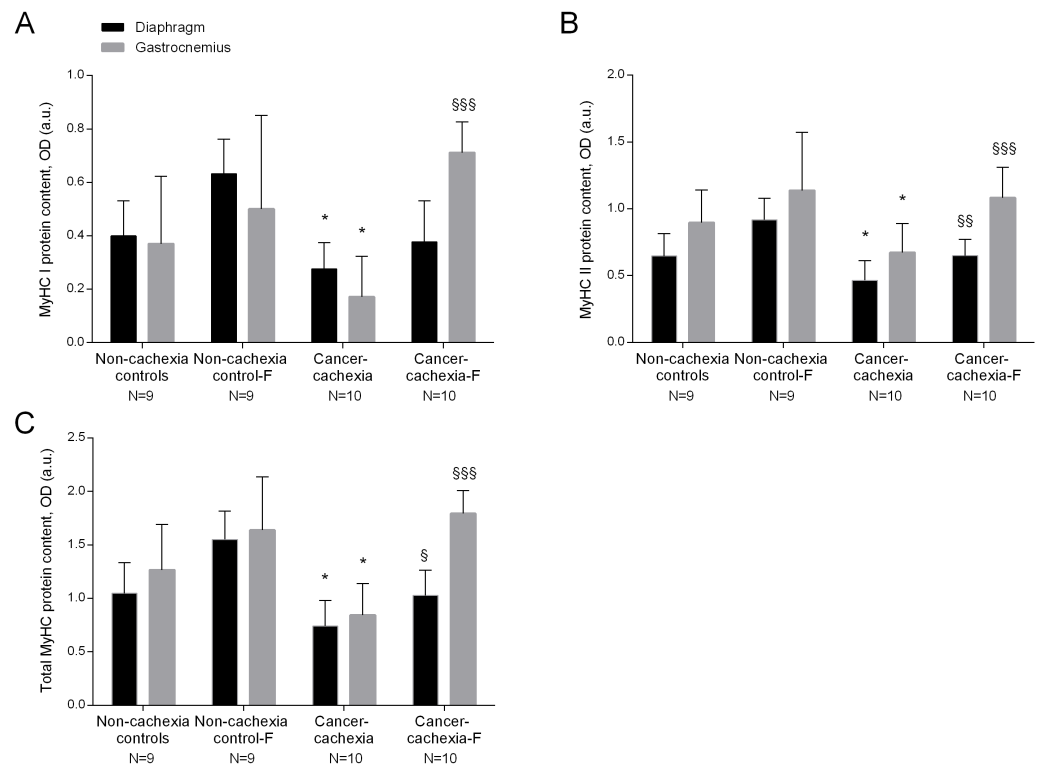 A
B
Diaphragm
Gastrocnemius
MyHC I protein content, OD (a.u.)
1.0
0.8
0.6
0.4
0.2
0.0
§§§
*
*
Non-cachexia
controls
N=9
Non-cachexia
control-F
N=9
Cancer-
cachexia
N=10
Cancer-
cachexia-F
N=10
MyHC II protein content, OD (a.u.)
2.0
1.5
1.0
0.5
0.0
*
*
§§
§§§
Non-cachexia
controls
N=9
Non-cachexia
control-F
N=9
Cancer-
cachexia
N=10
Cancer-
cachexia-F
N=10
C
Total MyHC protein content, OD (a.u.)
2.5
2.0
1.5
1.0
0.5
0.0
*
*
§
§§§
Non-cachexia
controls
N=9
Non-cachexia
control-F
N=9
Cancer-
cachexia
N=10
Cancer-
cachexia-F
N=10